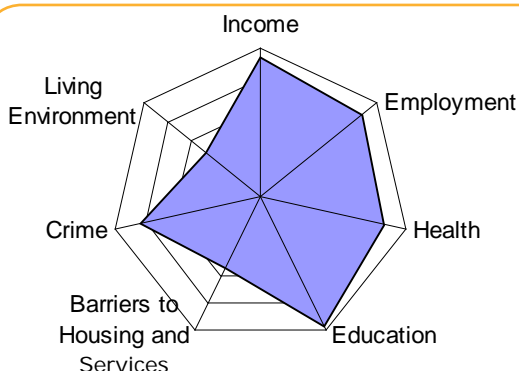 Income
Living
Environment
Employment
Crime
Health
Barriers to
Housing and
Services
Education